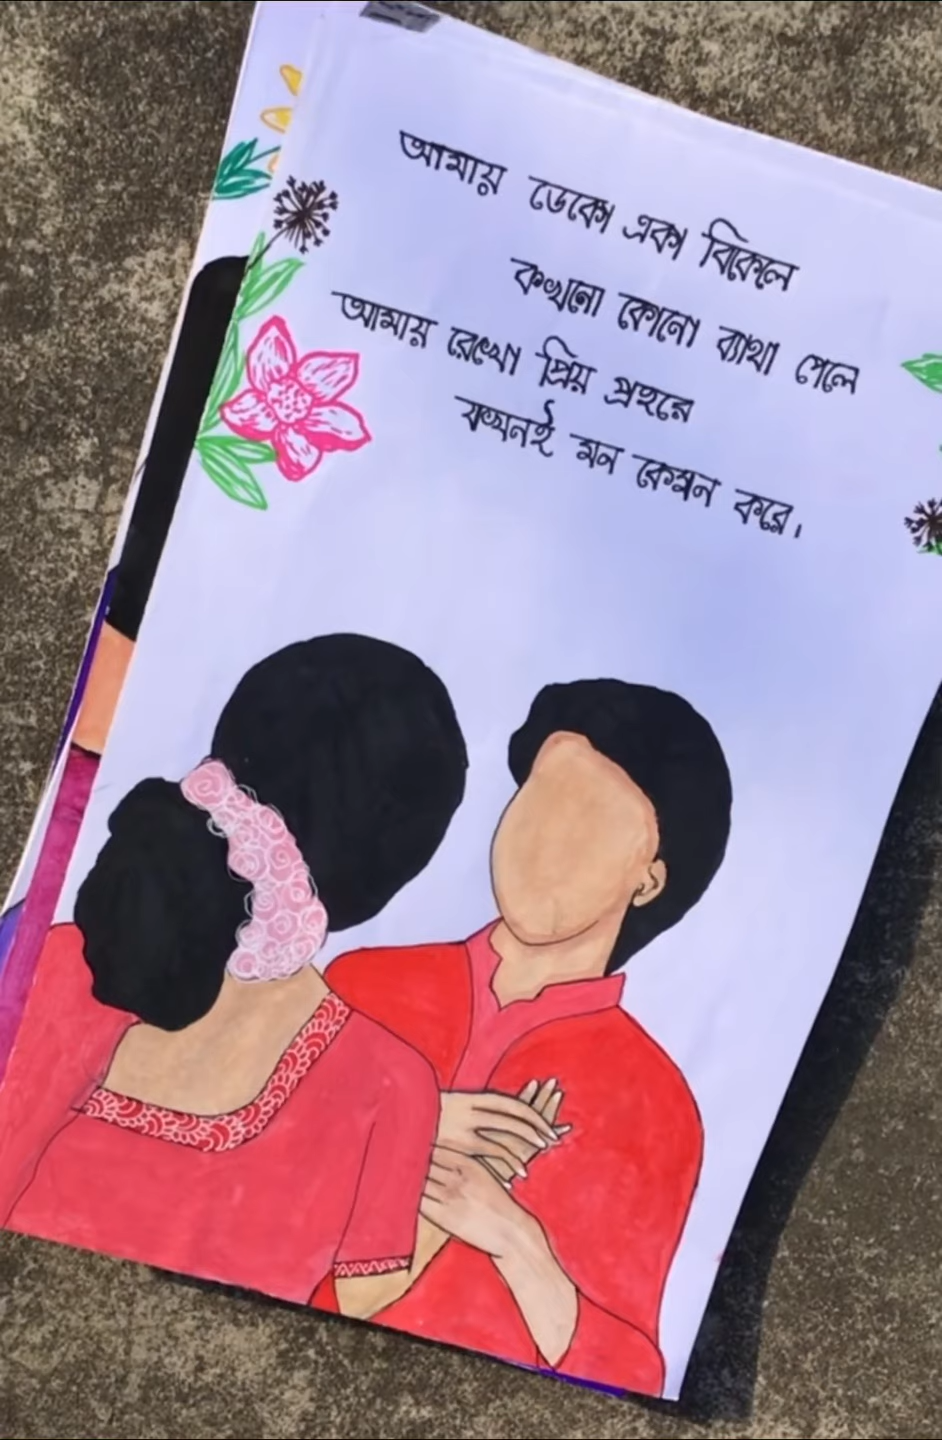 আমায় ডেকো একা বিকেলে
কখনো কোনো ব্যথা পেলে
আমায় রেখো প্রিয় প্রহরে
যখনই মন কেমন করে।